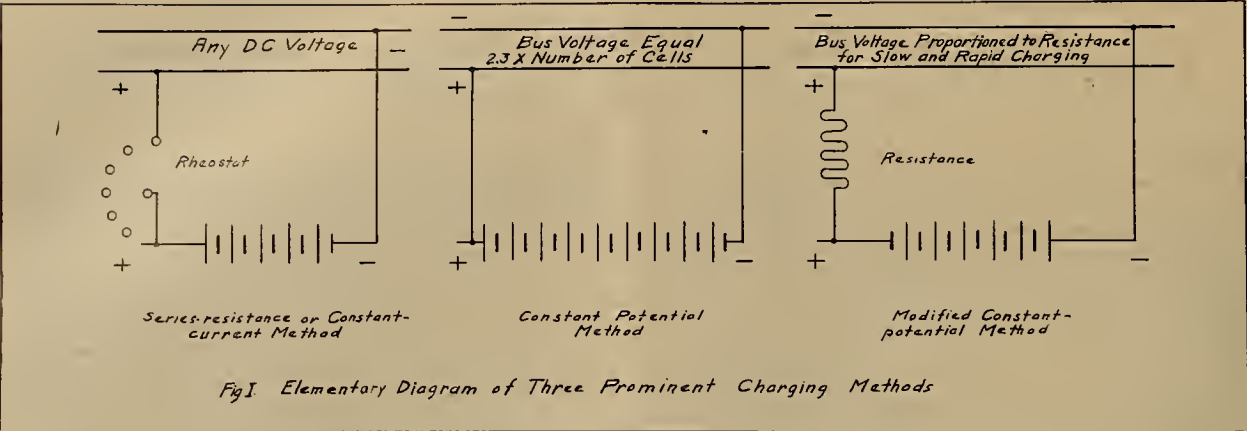 Any DC Voltage
−
+
Rheostat
+
−
Series-resistance or Constant-
current Method
−
Bus Voltage Equal
2.3 X Number of Cells
+
+
−
Constant Potential
Method
−
Bus Voltage Proportioned to Resistance
for Slow and Rapid Charging
+
Resistance
+
−
Modified Constant-
potential Method
Fig I. Elementary Diagram of Three Prominent Charging Methods